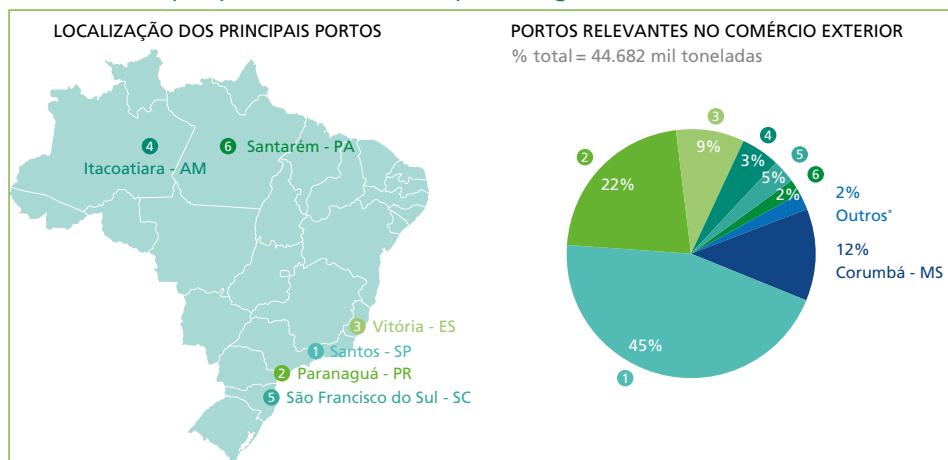 LOCALIZAÇÃO DOS PRINCIPAIS PORTOS
4
Itacoatiara - AM
6 Santarém - PA
3 Vitória - ES
1 Santos - SP
2 Paranaguá - PR
5 São Francisco do Sul - SC
PORTOS RELEVANTES NO COMÉRCIO EXTERIOR
% total = 44.682 mil toneladas
3
9%
4
3%
5
5%
6
2%
2%
Outros*
12%
Corumbá - MS
2
22%
45%
1